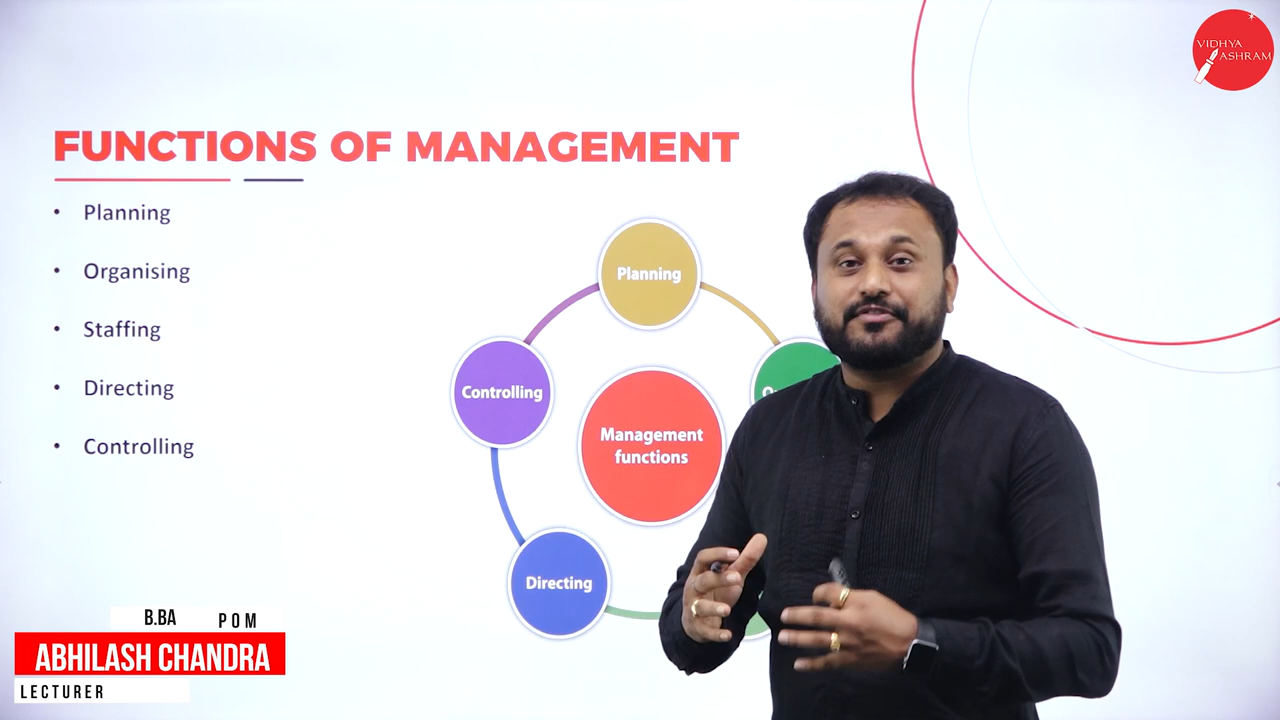 VIDHYA
ASHRAM
FUNCTIONS OF MANAGEMENT
• Planning
• Organising
• Staffing
• Directing
• Controlling
Planning
Controlling
Management
functions
Directing
B.BA POM
ABHILASH CHANDRA
LECTURER